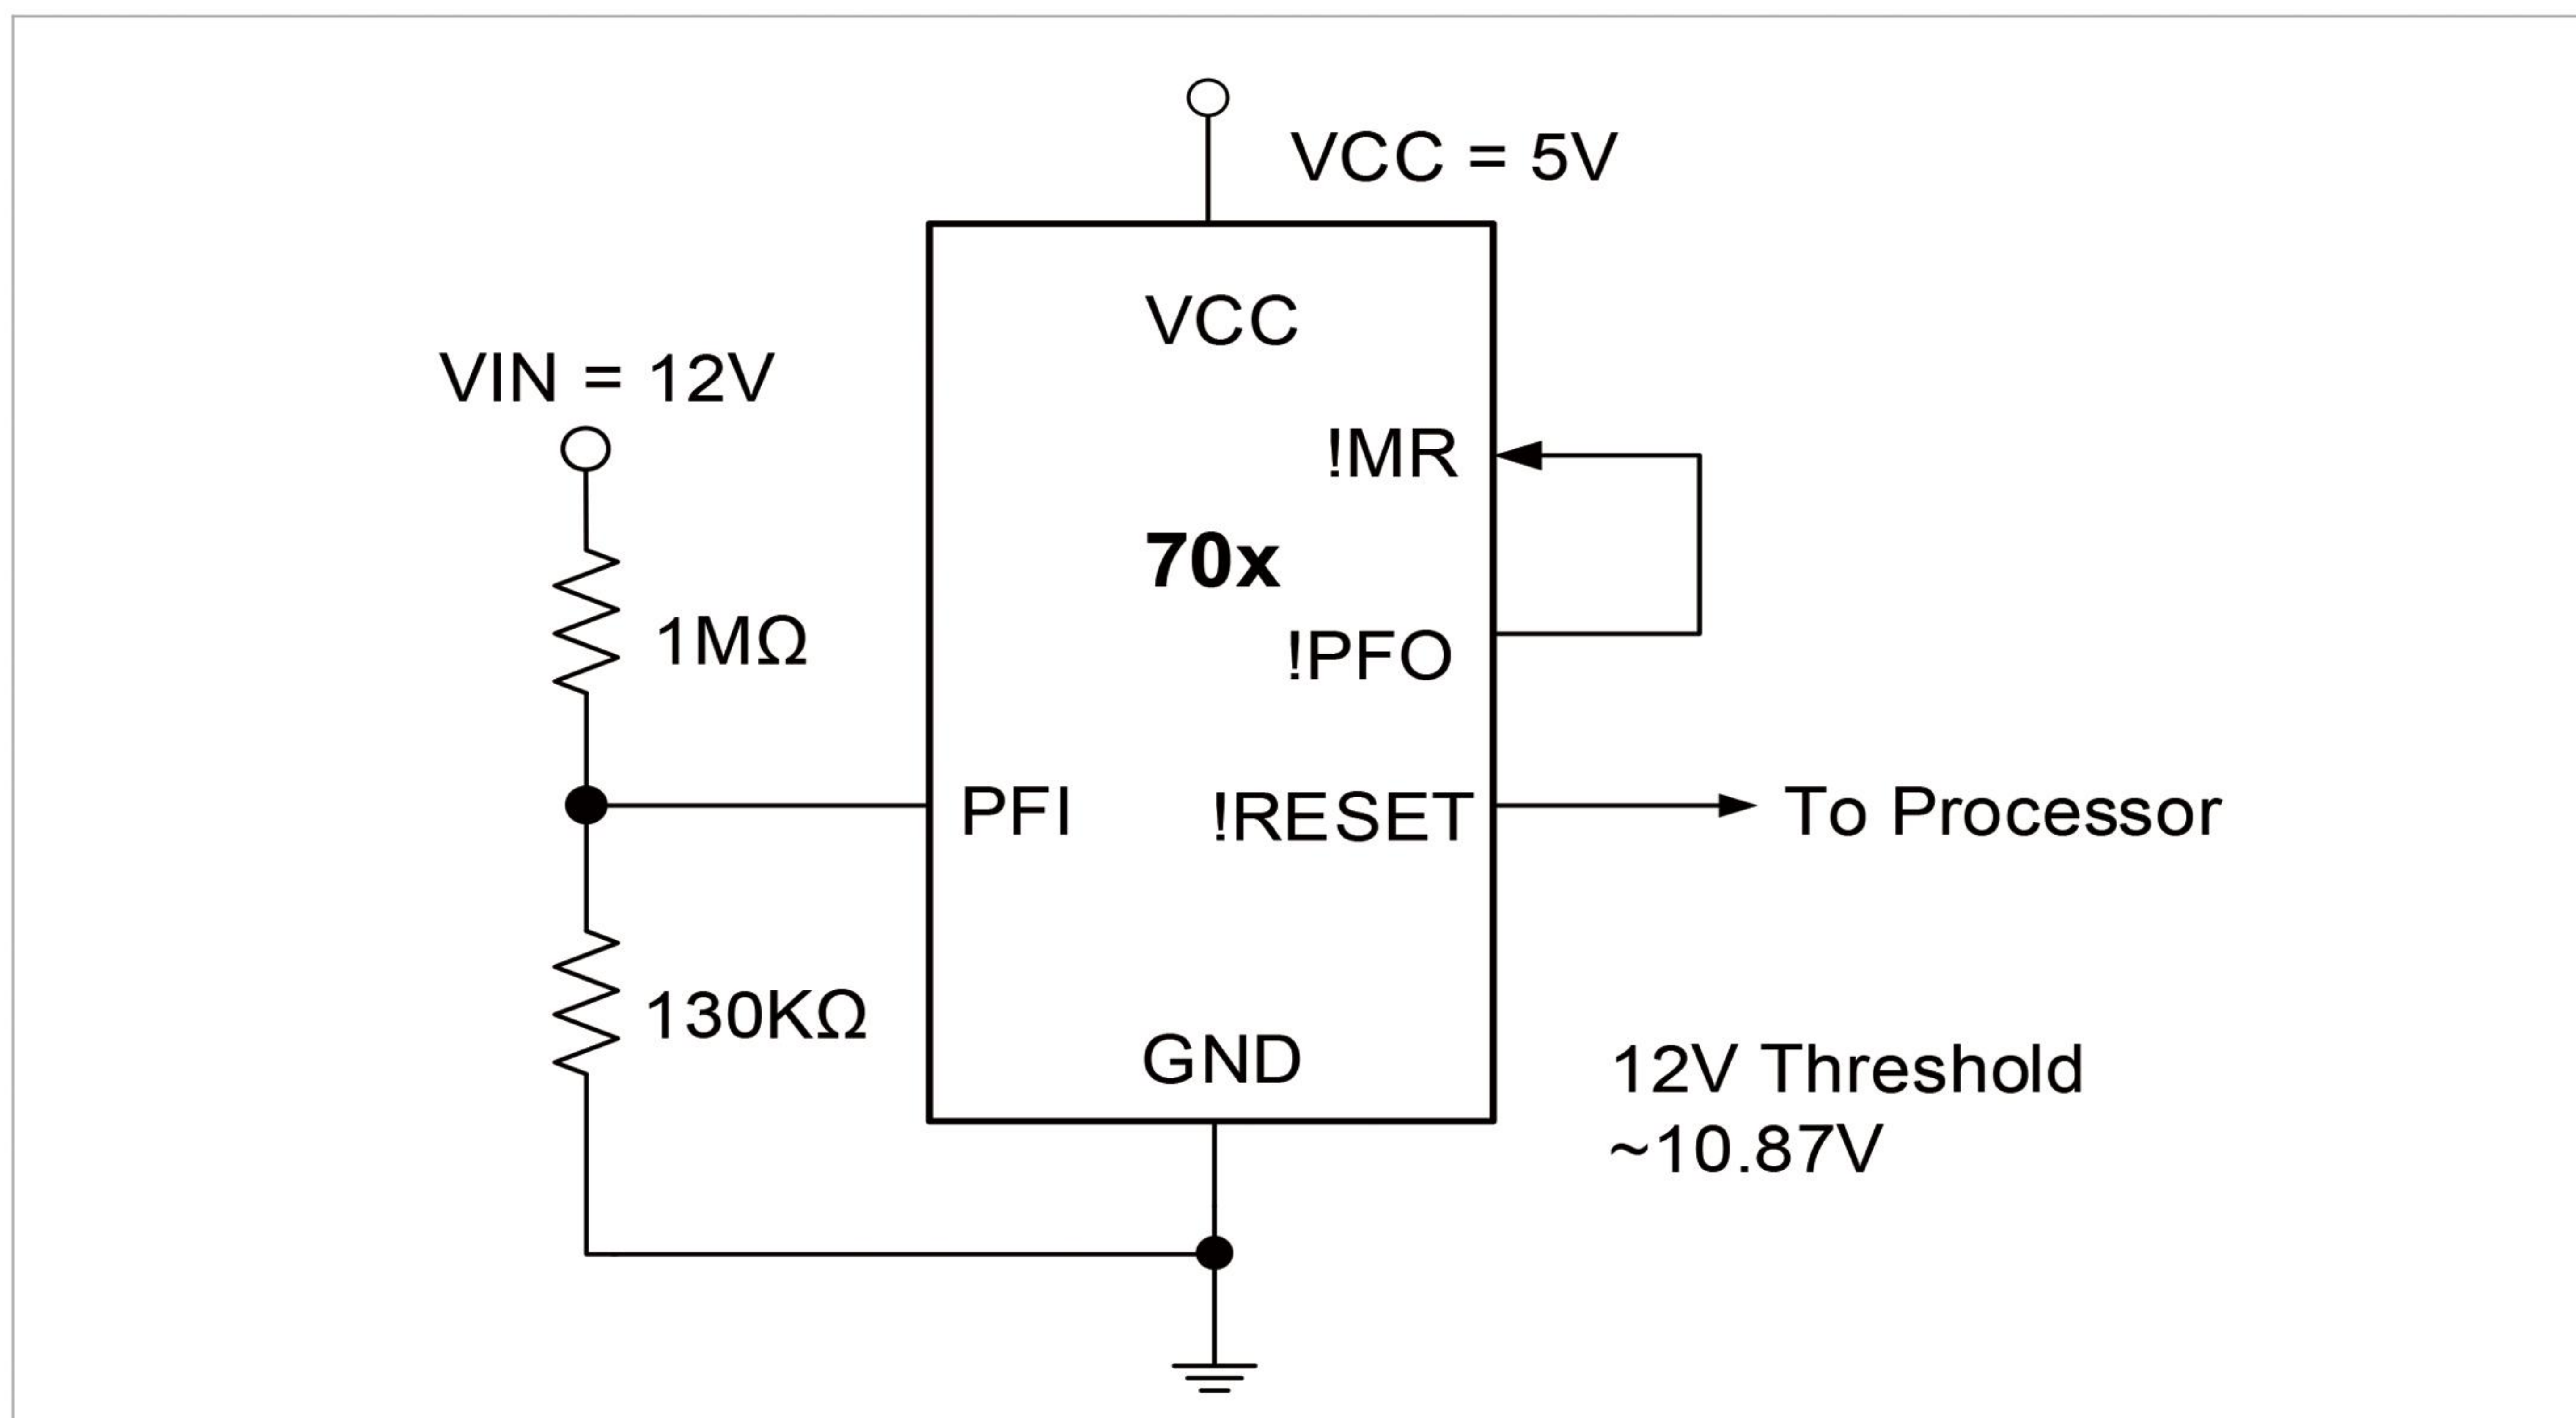 VCC = 5V
VIN = 12V
VCC
!MR
70x
1MΩ
!PFO
PFI
!RESET
To Processor
130KΩ
GND
12V Threshold
~10.87V